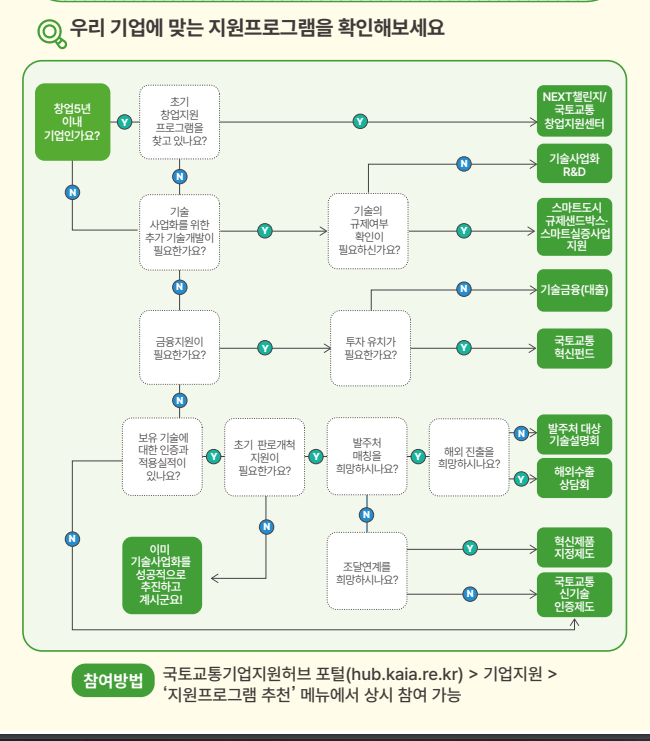 우리 기업에 맞는 지원프로그램을 확인해보세요
창업5년
이내
기업인가요?
Y
초기
창업지원
프로그램을
찾고 있나요?
Y
NEXT챌린지/
국토교통
창업지원센터
N
N
기술
사업화를 위한
추가 기술개발이
필요한가요?
Y
기술의
규제여부
확인이
필요하신가요?
N
기술사업화
R&D
Y
스마트도시
규제샌드박스·
스마트실증사업
지원
N
금융지원이
필요한가요?
Y
투자 유치가
필요한가요?
N
기술금융(대출)
Y
국토교통
혁신펀드
N
보유 기술에
대한 인증과
적용실적이
있나요?
Y
초기 판로개척
지원이
필요한가요?
Y
발주처
매칭을
희망하시나요?
Y
해외 진출을
희망하시나요?
N
발주처 대상
기술설명회
Y
해외수출
상담회
N
N
N
이미
기술사업화를
성공적으로
추진하고
계시군요!
조달연계를
희망하시나요?
Y
혁신제품
지정제도
N
국토교통
신기술
인증제도
참여방법
국토교통기업지원허브 포털(hub.kaia.re.kr) > 기업지원 >
‘지원프로그램 추천’ 메뉴에서 상시 참여 가능